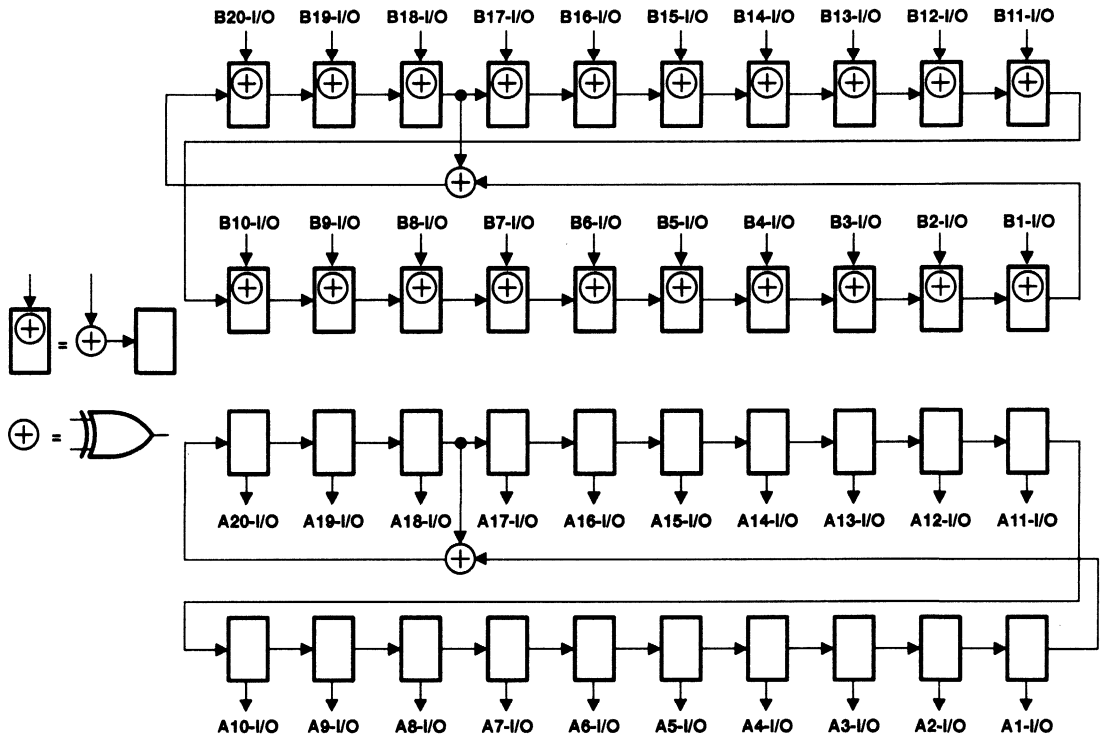 B20-I/O B19-I/O B18-I/O B17-I/O B16-I/O B15-I/O B14-I/O B13-I/O B12-I/O B11-I/O
B10-I/O B9-I/O B8-I/O B7-I/O B6-I/O B5-I/O B4-I/O B3-I/O B2-I/O B1-I/O
=
=
A20-I/O A19-I/O A18-I/O A17-I/O A16-I/O A15-I/O A14-I/O A13-I/O A12-I/O A11-I/O
A10-I/O A9-I/O A8-I/O A7-I/O A6-I/O A5-I/O A4-I/O A3-I/O A2-I/O A1-I/O